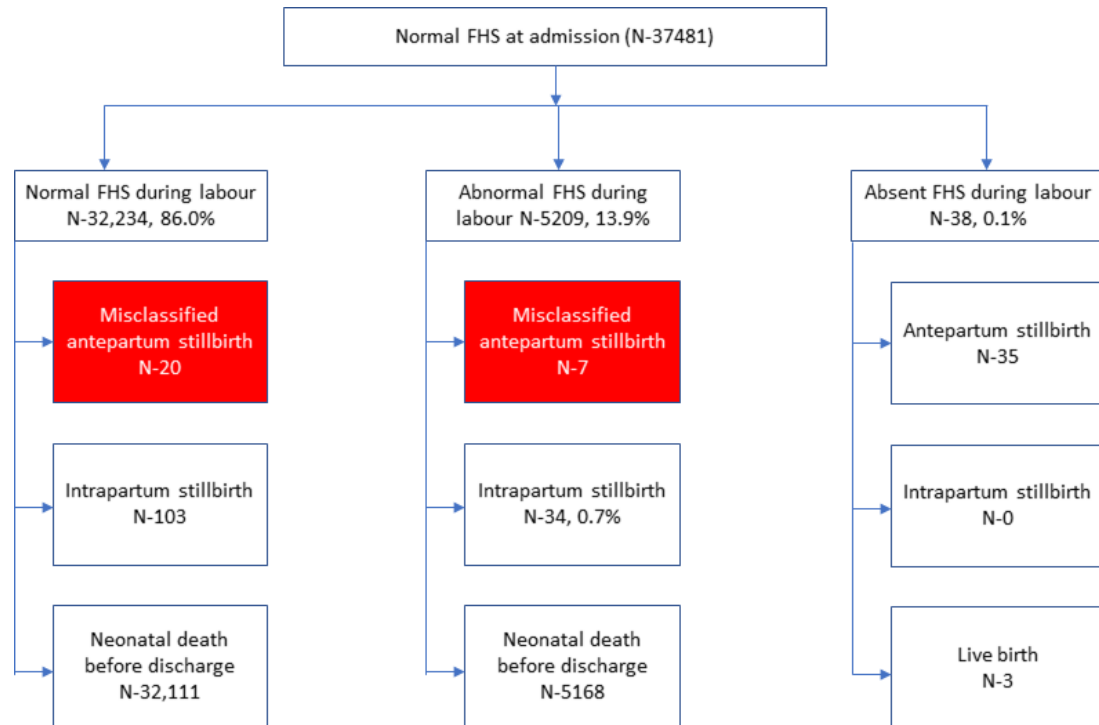 Normal FHS at admission (N-37481)
Normal FHS during labour
N-32,234, 86.0%
Abnormal FHS during
labour N-5209, 13.9%
Absent FHS during labour
N-38, 0.1%
Misclassified
antepartum stillbirth
N-20
Misclassified
antepartum stillbirth
N-7
Antepartum stillbirth
N-35
Intrapartum stillbirth
N-103
Intrapartum stillbirth
N-34, 0.7%
Intrapartum stillbirth
N-0
Neonatal death
before discharge
N-32,111
Neonatal death
before discharge
N-5168
Live birth
N-3